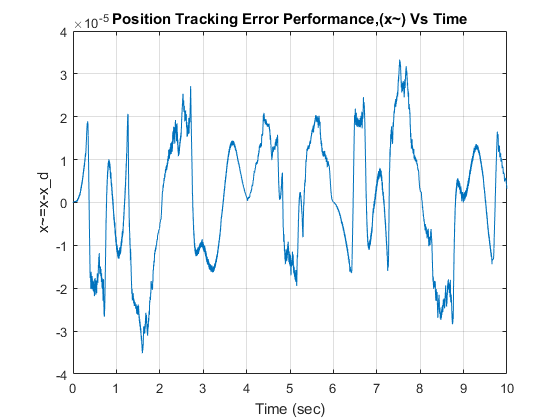 ×10^-5
Position Tracking Error Performance,(x~) Vs Time
4
3
2
1
0
-1
-2
-3
-4
x~=x-x_d
0 1 2 3 4 5 6 7 8 9 10
Time (sec)